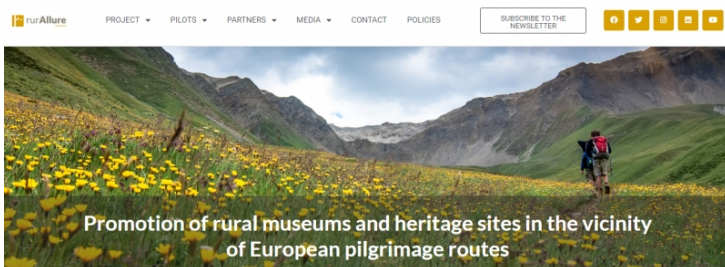 rurAllure
PROJECT
PILOTS
PARTNERS
MEDIA
CONTACT
POLICIES
SUBSCRIBE TO THE
NEWSLETTER
Promotion of rural museums and heritage sites in the vicinity
of European pilgrimage routes